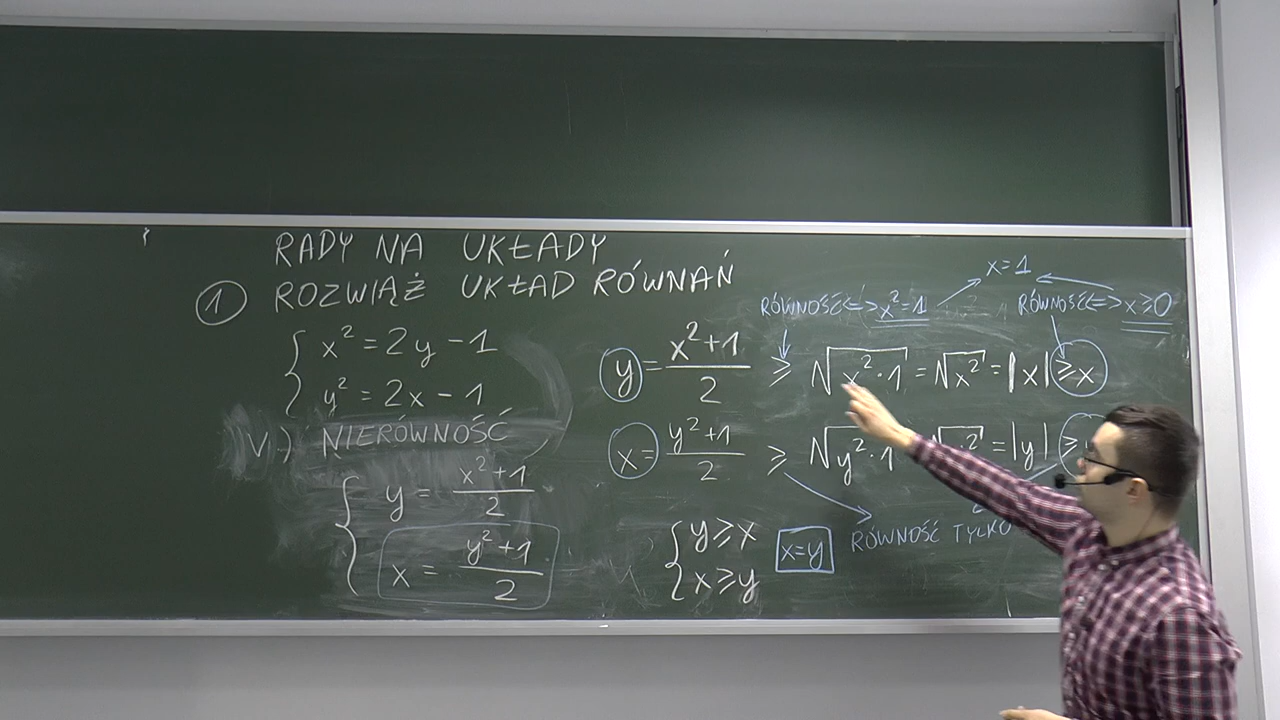 RADY NA UKŁADY
① ROZWIĄŻ UKŁAD RÓWNAŃ
{ x² = 2y - 1
y² = 2x - 1
V.) NIERÓWNOŚĆ
{ y = (x² + 1)/2
x = (y² + 1)/2
x=1
RÓWNOŚĆ <=> x²=1 RÓWNOŚĆ <=> x≥0
y = (x²+1)/2 ≥ √(x²·1) = √(x²) = |x| ≥ x
x = (y²+1)/2 ≥ √(y²·1) = |y| ≥
{ y ≥ x
x ≥ y
x=y
RÓWNOŚĆ TYLKO